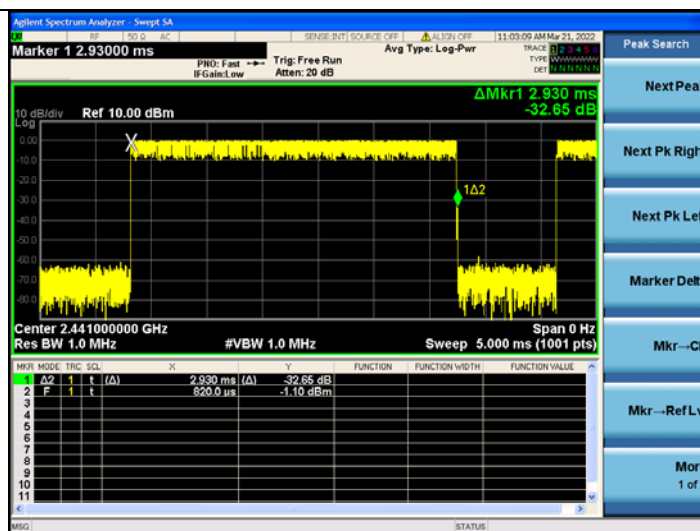 Agilent Spectrum Analyzer - Swept SA
RF 50 Ω AC SENSE:INT SOURCE OFF ALIGN OFF 11:03:09 AM Mar 21, 2022
Marker 1 2.93000 ms
PNO: Fast
IFGain:Low
Trig: Free Run
Atten: 20 dB
Avg Type: Log-Pwr
TRACE 1 2 3 4 5 6
TYPE
DET N N N N N N
ΔMkr1 2.930 ms
-32.65 dB
10 dB/div Ref 10.00 dBm
Log
0.00
-10.0
-20.0
-30.0
-40.0
-50.0
-60.0
-70.0
-80.0
X
1Δ2
Center 2.441000000 GHz Span 0 Hz
Res BW 1.0 MHz #VBW 1.0 MHz Sweep 5.000 ms (1001 pts)
MKR MODE TRC SCL X Y FUNCTION FUNCTION WIDTH FUNCTION VALUE
1 Δ2 1 t (Δ) 2.930 ms (Δ) -32.65 dB
2 F 1 t 820.0 µs -1.10 dBm
3
4
5
6
7
8
9
10
11
MSG STATUS
Peak Search
Next Pea
Next Pk Righ
Next Pk Lef
Marker Delt
Mkr→C
Mkr→Ref Lv
Mor
1 of